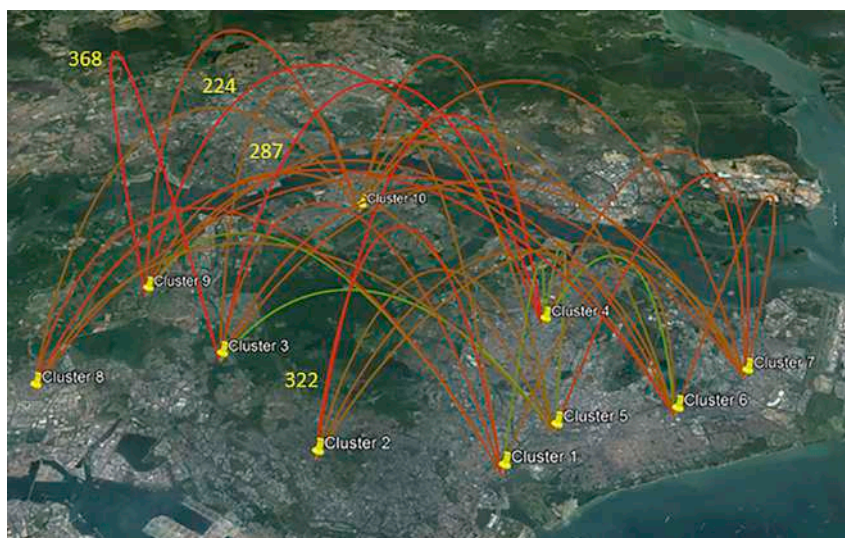 368
224
287
Cluster 10
Cluster 9
Cluster 4
Cluster 3
Cluster 7
Cluster 8
322
Cluster 6
Cluster 5
Cluster 2
Cluster 1